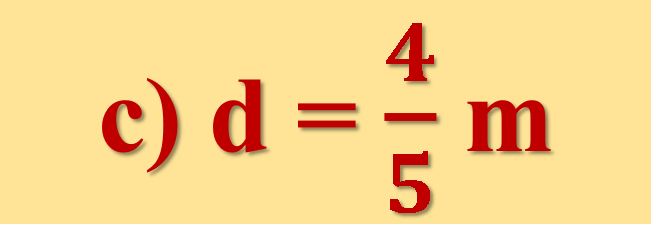 c) d = 4/5 m